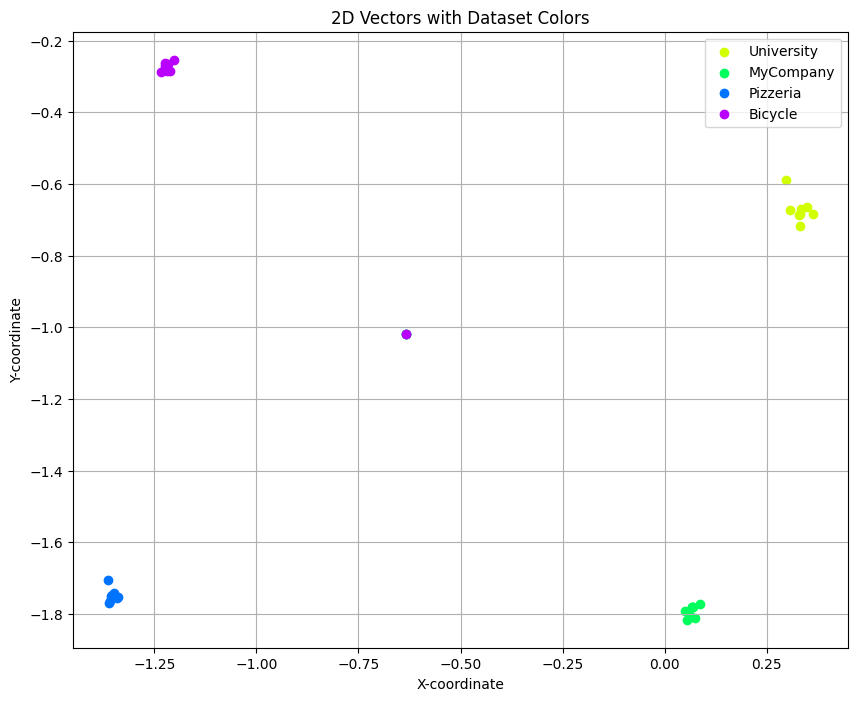 2D Vectors with Dataset Colors
University
MyCompany
Pizzeria
Bicycle
Y-coordinate
−0.2
−0.4
−0.6
−0.8
−1.0
−1.2
−1.4
−1.6
−1.8
−1.25
−1.00
−0.75
−0.50
−0.25
0.00
0.25
X-coordinate